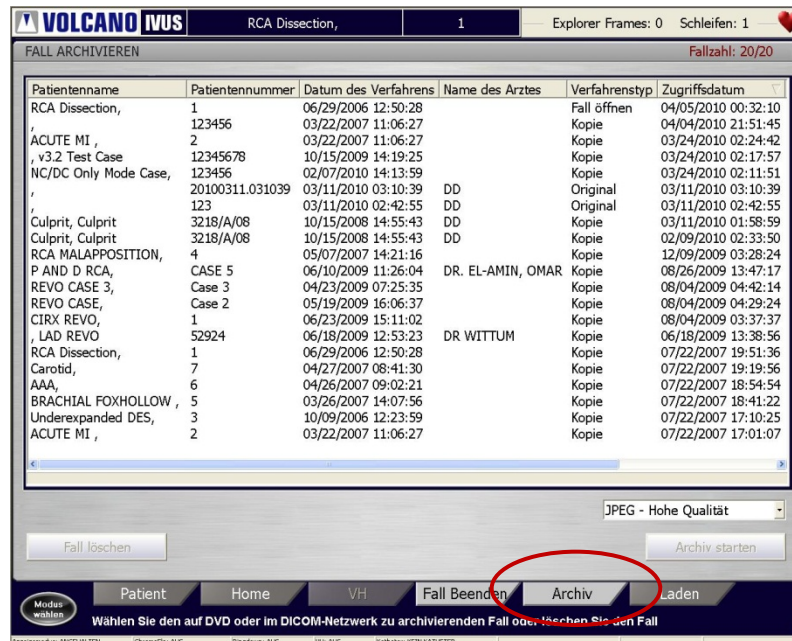 VOLCANO IVUS RCA Dissection, 1 Explorer Frames: 0 Schleifen: 1
FALL ARCHIVIEREN Fallzahl: 20/20
Patientenname Patientennummer Datum des Verfahrens Name des Arztes Verfahrenstyp Zugriffsdatum
RCA Dissection, 1 06/29/2006 12:50:28 Fall öffnen 04/05/2010 00:32:10
, 123456 03/22/2007 11:06:27 Kopie 04/04/2010 21:51:45
ACUTE MI , 2 03/22/2007 11:06:27 Kopie 03/24/2010 02:24:42
, v3.2 Test Case 12345678 10/15/2009 14:19:25 Kopie 03/24/2010 02:17:57
NC/DC Only Mode Case, 123456 02/07/2010 14:13:59 Kopie 03/24/2010 02:11:51
, 20100311.031039 03/11/2010 03:10:39 DD Original 03/11/2010 03:10:39
, 123 03/11/2010 02:42:55 DD Original 03/11/2010 02:42:55
Culprit, Culprit 3218/A/08 10/15/2008 14:55:43 DD Kopie 03/11/2010 01:58:59
Culprit, Culprit 3218/A/08 10/15/2008 14:55:43 DD Kopie 02/09/2010 02:33:50
RCA MALAPPOSITION, 4 05/07/2007 14:21:16 Kopie 12/09/2009 03:28:24
P AND D RCA, CASE 5 06/10/2009 11:26:04 DR. EL-AMIN, OMAR Kopie 08/26/2009 13:47:17
REVO CASE 3, Case 3 04/23/2009 07:25:35 Kopie 08/04/2009 04:42:14
REVO CASE, Case 2 05/19/2009 16:06:37 Kopie 08/04/2009 04:29:24
CIRX REVO, 1 06/23/2009 15:11:02 Kopie 08/04/2009 03:37:37
, LAD REVO 52924 06/18/2009 12:53:23 DR WITTUM Kopie 06/18/2009 13:38:56
RCA Dissection, 1 06/29/2006 12:50:28 Kopie 07/22/2007 19:51:36
Carotid, 7 04/27/2007 08:41:30 Kopie 07/22/2007 19:19:56
AAA, 6 04/26/2007 09:02:21 Kopie 07/22/2007 18:54:54
BRACHIAL FOXHOLLOW , 5 03/26/2007 14:07:56 Kopie 07/22/2007 18:41:22
Underexpanded DES, 3 10/09/2006 12:23:59 Kopie 07/22/2007 17:10:25
ACUTE MI , 2 03/22/2007 11:06:27 Kopie 07/22/2007 17:01:07
JPEG - Hohe Qualität
Fall löschen Archiv starten
Modus wählen Patient Home VH Fall Beenden Archiv Laden
Wählen Sie den auf DVD oder im DICOM-Netzwerk zu archivierenden Fall oder löschen Sie den Fall